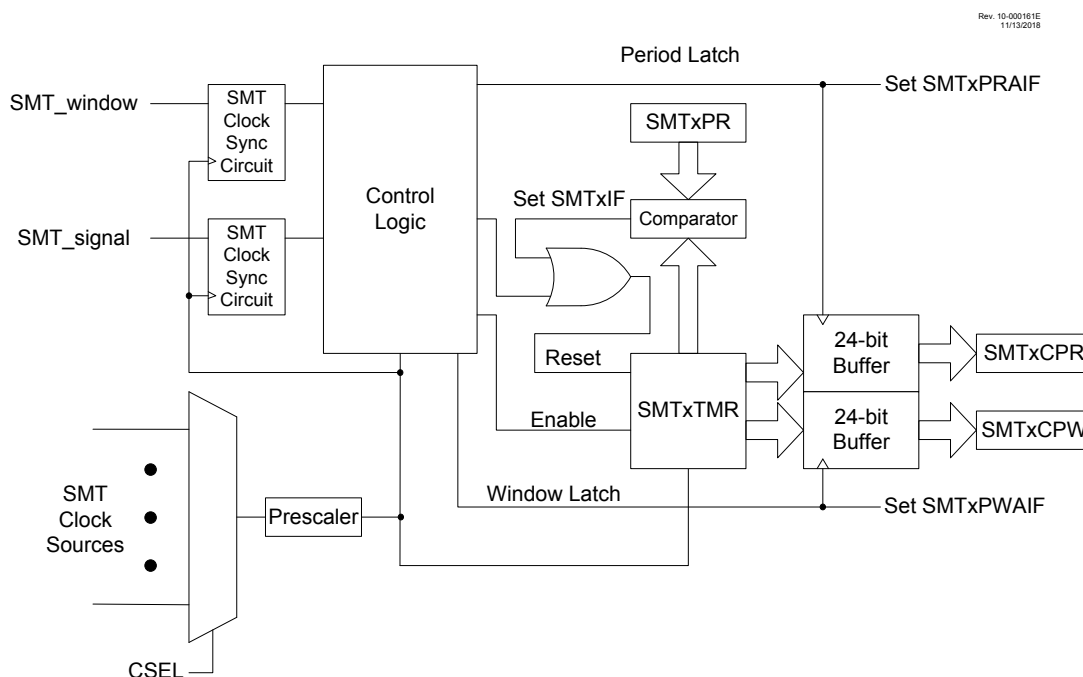 Rev. 10-000161E
11/13/2018
Period Latch
SMT_window
SMT
Clock
Sync
Circuit
Set SMTxPRAIF
SMTxPR
Control
Logic
Set SMTxIF
Comparator
SMT_signal
SMT
Clock
Sync
Circuit
24-bit
Buffer
SMTxCPR
Reset
SMTxTMR
Enable
24-bit
Buffer
SMTxCPW
Window Latch
Set SMTxPWAIF
SMT
Clock
Sources
Prescaler
CSEL